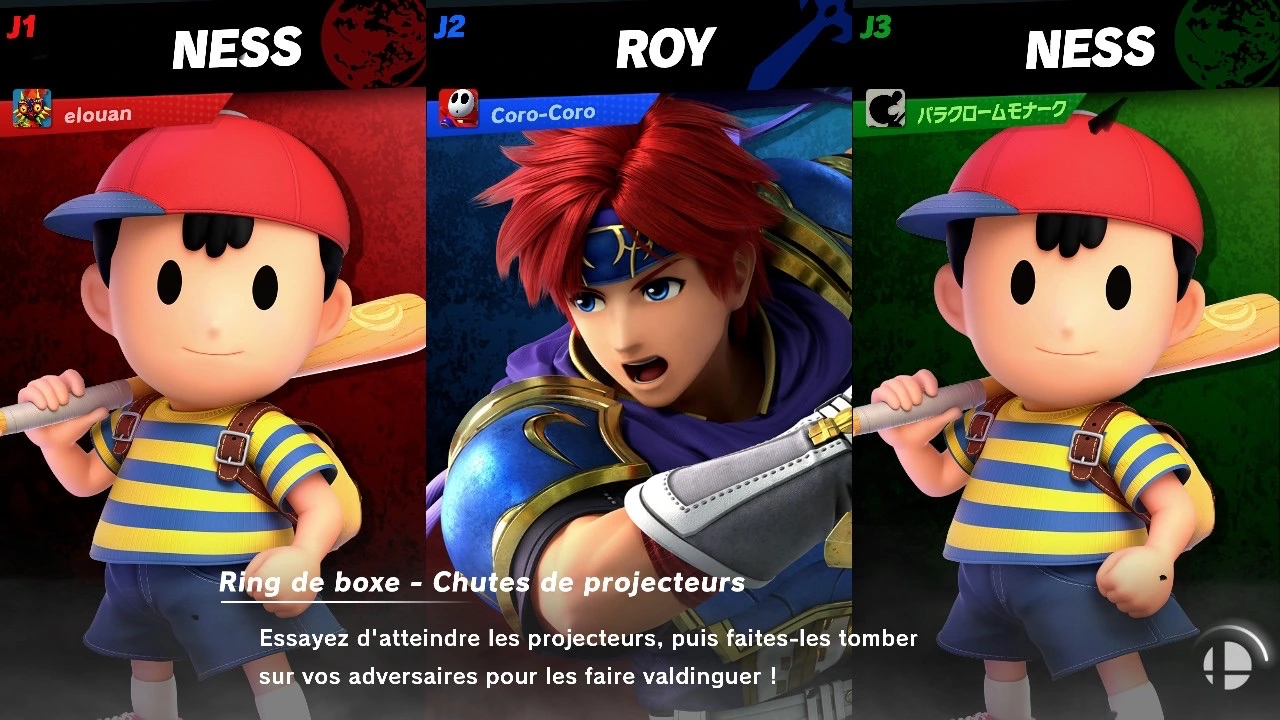 J1
NESS
elouan
J2
ROY
Coro-Coro
J3
NESS
パラクロームモナーク
Ring de boxe - Chutes de projecteurs
Essayez d'atteindre les projecteurs, puis faites-les tomber
sur vos adversaires pour les faire valdinguer !